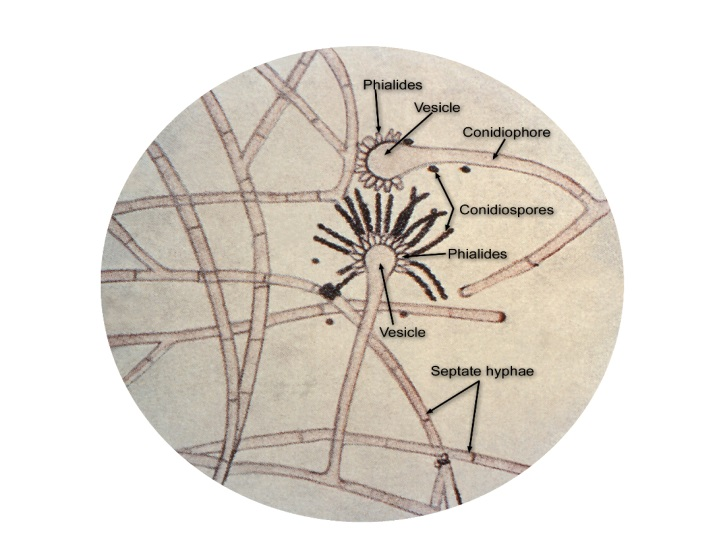 Phialides
Vesicle
Conidiophore
Conidiospores
Phialides
Vesicle
Septate hyphae